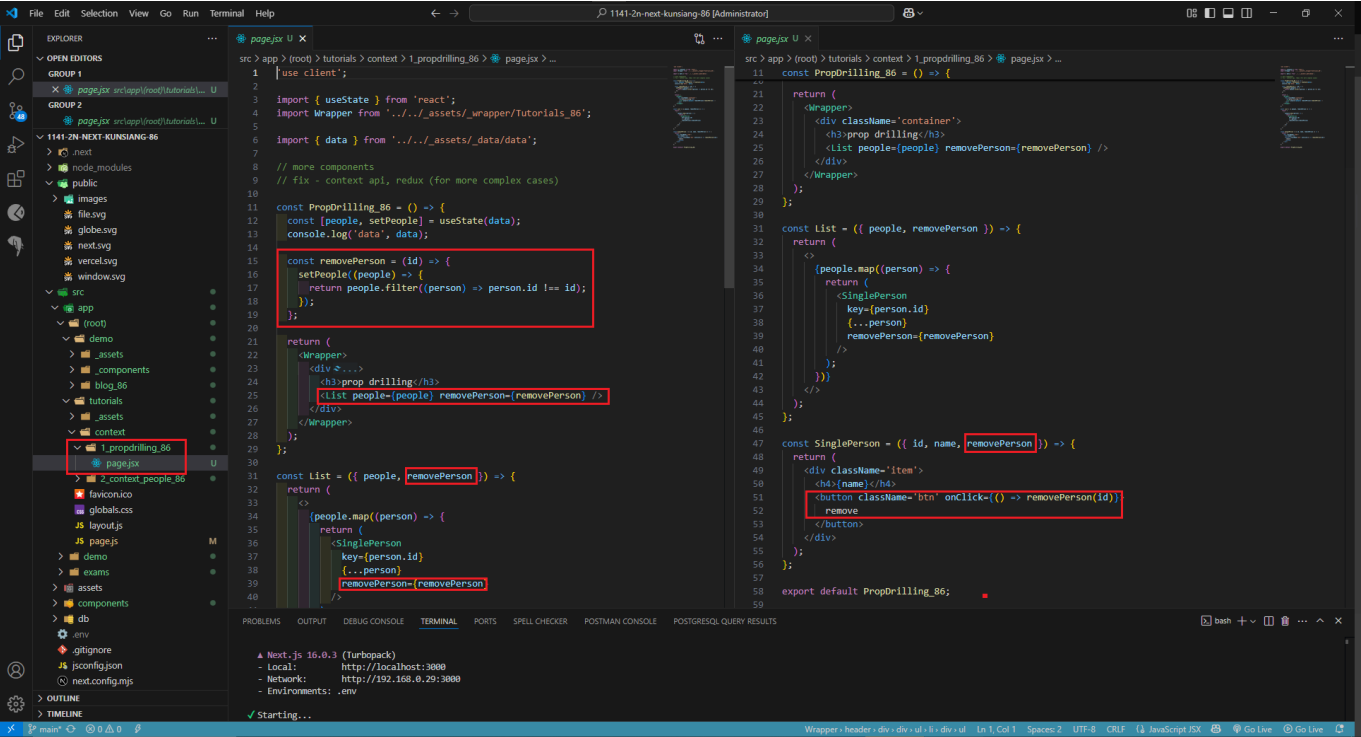 File Edit Selection View Go Run Terminal Help
1141-2n-next-kunsiang-86 [Administrator]
EXPLORER
OPEN EDITORS
GROUP 1
page.jsx src\app\(root)\tutorials\... U
GROUP 2
page.jsx src\app\(root)\tutorials\... U
1141-2N-NEXT-KUNSIANG-86
.next
node_modules
public
images
file.svg
globe.svg
next.svg
vercel.svg
window.svg
src
app
(root)
demo
_assets
_components
blog_86
tutorials
_assets
context
1_propdrilling_86
page.jsx U
2_context_people_86
favicon.ico
globals.css
JS layout.js
JS page.js M
demo
exams
assets
components
db
.env
.gitignore
JS jsconfig.json
next.config.mjs
OUTLINE
TIMELINE
page.jsx U
src > app > (root) > tutorials > context > 1_propdrilling_86 > page.jsx > ...
1 'use client';
2
3 import { useState } from 'react';
4 import Wrapper from '../../_assets/_wrapper/Tutorials_86';
5
6 import { data } from '../../_assets/_data/data';
7
8 // more components
9 // fix - context api, redux (for more complex cases)
10
11 const PropDrilling_86 = () => {
12 const [people, setPeople] = useState(data);
13 console.log('data', data);
14
15 const removePerson = (id) => {
16 setPeople((people) => {
17 return people.filter((person) => person.id !== id);
18 });
19 };
20
21 return (
22 <Wrapper>
23 <div ...>
24 <h3>prop drilling</h3>
25 <List people={people} removePerson={removePerson} />
26 </div>
27 </Wrapper>
28 );
29 };
30
31 const List = ({ people, removePerson }) => {
32 return (
33 <>
34 {people.map((person) => {
35 return (
36 <SinglePerson
37 key={person.id}
38 {...person}
39 removePerson={removePerson
40 />
page.jsx U
src > app > (root) > tutorials > context > 1_propdrilling_86 > page.jsx > ...
11 const PropDrilling_86 = () => {
21 return (
22 <Wrapper>
23 <div className='container'>
24 <h3>prop drilling</h3>
25 <List people={people} removePerson={removePerson} />
26 </div>
27 </Wrapper>
28 );
29 };
30
31 const List = ({ people, removePerson }) => {
32 return (
33 <>
34 {people.map((person) => {
35 return (
36 <SinglePerson
37 key={person.id}
38 {...person}
39 removePerson={removePerson}
40 />
41 );
42 })}
43 </>
44 );
45 };
46
47 const SinglePerson = ({ id, name, removePerson }) => {
48 return (
49 <div className='item'>
50 <h4>{name}</h4>
51 <button className='btn' onClick={() => removePerson(id)}
52 remove
53 </button>
54 </div>
55 );
56 };
57
58 export default PropDrilling_86;
59
PROBLEMS OUTPUT DEBUG CONSOLE TERMINAL PORTS SPELL CHECKER POSTMAN CONSOLE POSTGRESQL QUERY RESULTS
bash
▲ Next.js 16.0.3 (Turbopack)
- Local: http://localhost:3000
- Network: http://192.168.0.29:3000
- Environments: .env
✓ Starting...
main* 0 0 Wrapper › header › div › div › ul › li › div › ul Ln 1, Col 1 Spaces: 2 UTF-8 CRLF JavaScript JSX Go Live Go Live